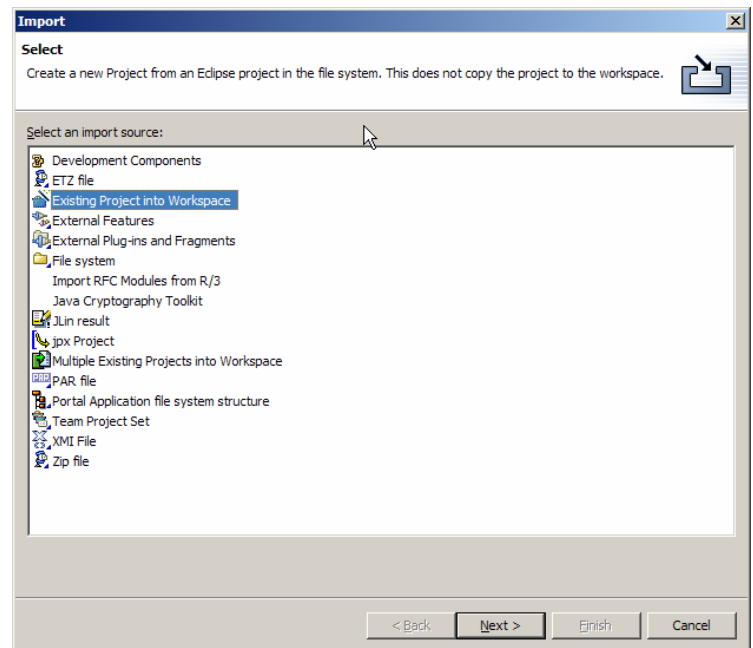 Import
Select
Create a new Project from an Eclipse project in the file system. This does not copy the project to the workspace.
Select an import source:
Development Components
ETZ file
Existing Project into Workspace
External Features
External Plug-ins and Fragments
File system
Import RFC Modules from R/3
Java Cryptography Toolkit
JLin result
jpx Project
Multiple Existing Projects into Workspace
PAR file
Portal Application file system structure
Team Project Set
XMI File
Zip file
< Back Next > Finish Cancel